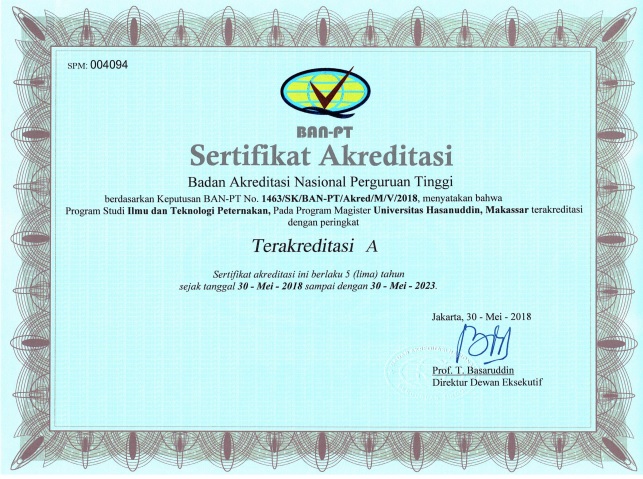 SPM: 004094
BAN-PT
Sertifikat Akreditasi
Badan Akreditasi Nasional Perguruan Tinggi
berdasarkan Keputusan BAN-PT No. 1463/SK/BAN-PT/Akred/M/V/2018, menyatakan bahwa
Program Studi Ilmu dan Teknologi Peternakan, Pada Program Magister Universitas Hasanuddin, Makassar terakreditasi
dengan peringkat
Terakreditasi A
Sertifikat akreditasi ini berlaku 5 (lima) tahun
sejak tanggal 30 - Mei - 2018 sampai dengan 30 - Mei - 2023.
Jakarta, 30 - Mei - 2018
Prof. T. Basaruddin
Direktur Dewan Eksekutif